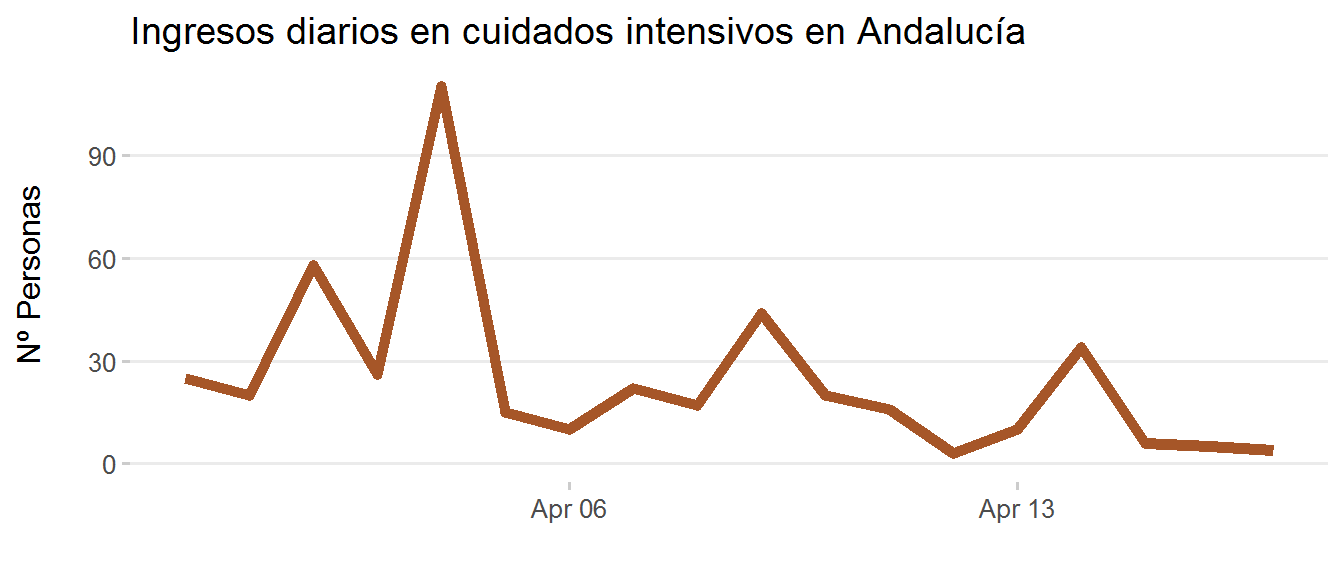 Ingresos diarios en cuidados intensivos en Andalucía
Nº Personas
90
60
30
0
Apr 06
Apr 13